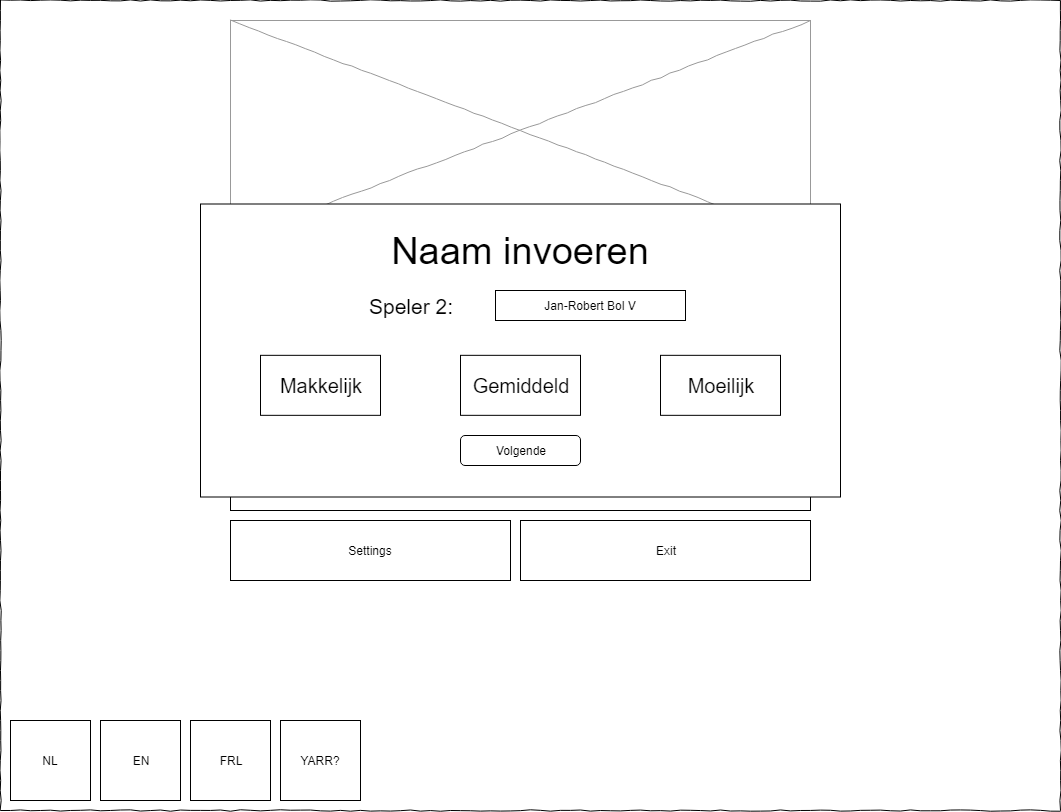 Naam invoeren
Speler 2: Jan-Robert Bol V
Makkelijk Gemiddeld Moeilijk
Volgende
Settings Exit
NL EN FRL YARR?